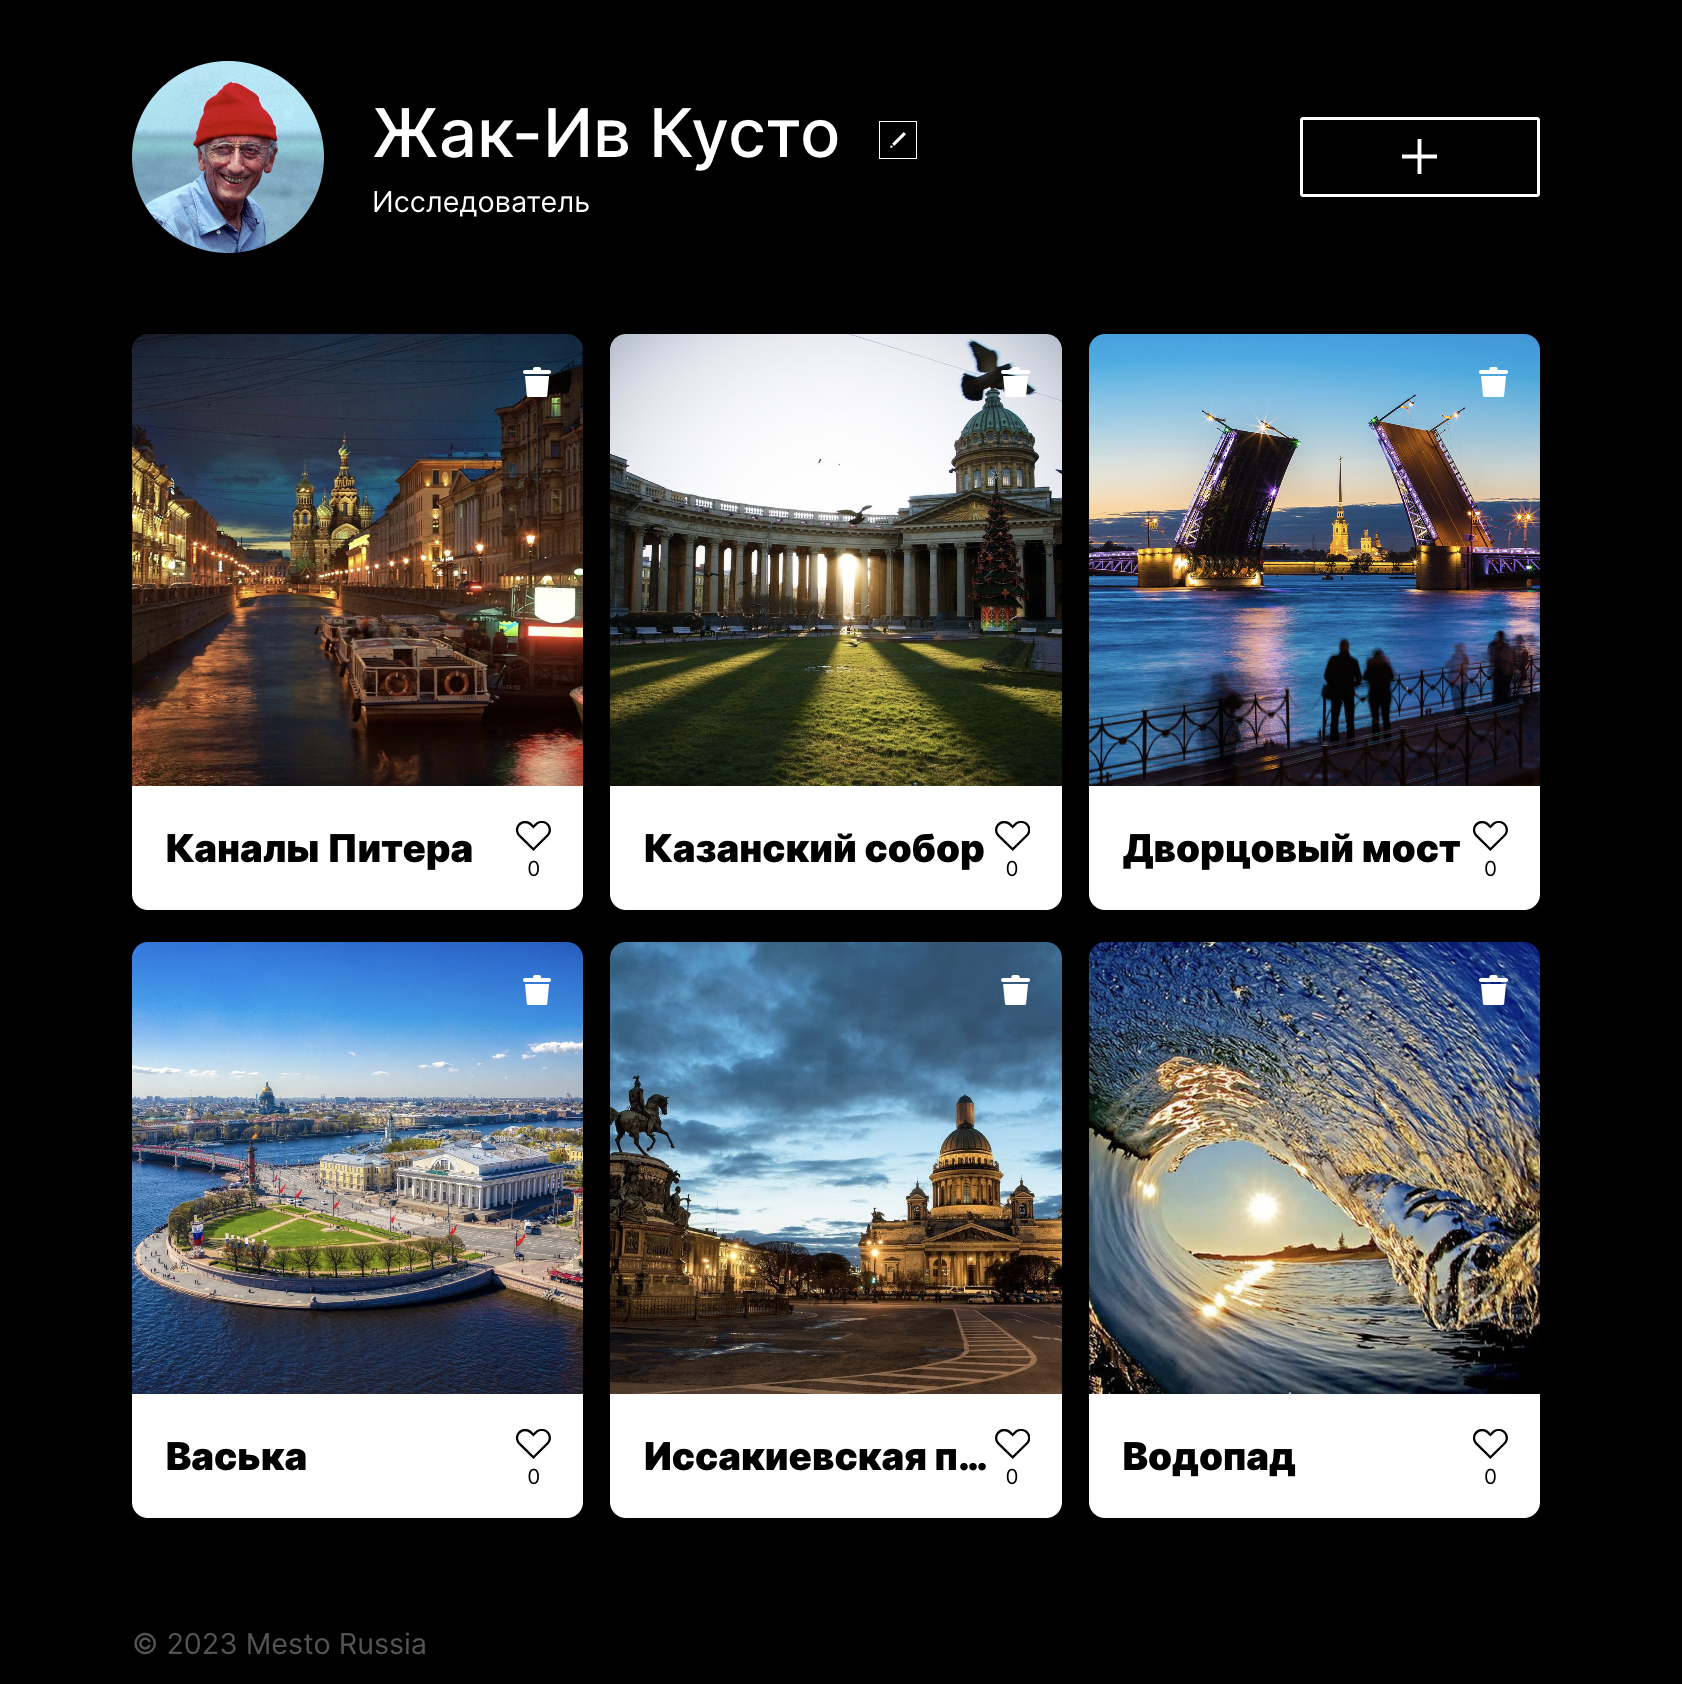 Жак-Ив Кусто
Исследователь
Каналы Питера
0
Казанский собор
0
Дворцовый мост
0
Васька
0
Иссакиевская п...
0
Водопад
0
© 2023 Mesto Russia